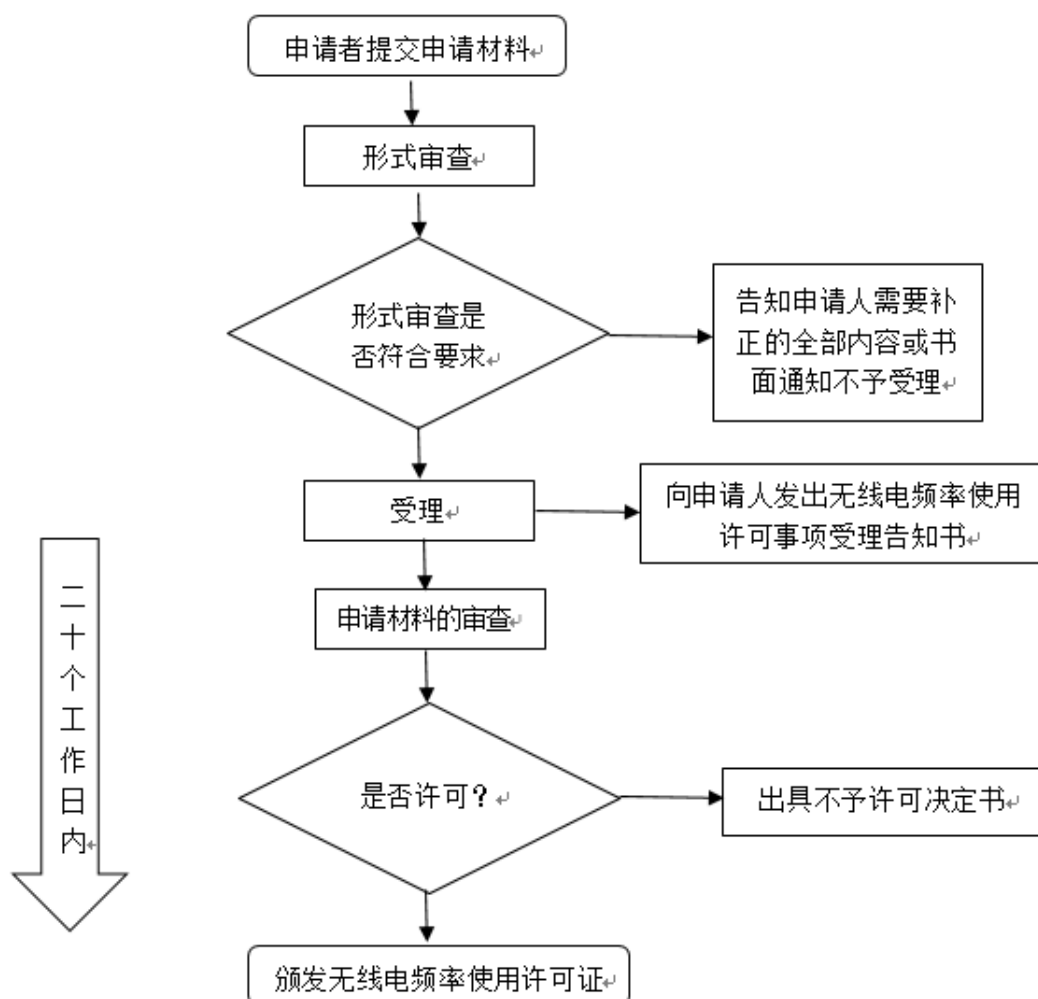 申请者提交申请材料
形式审查
形式审查是
否符合要求
告知申请人需要补
正的全部内容或书
面通知不予受理
受理
向申请人发出无线电频率使用
许可事项受理告知书
二十个工作日内
申请材料的审查
是否许可？
出具不予许可决定书
颁发无线电频率使用许可证